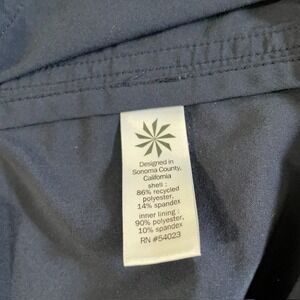 Designed in
Sonoma County,
California
shell :
86% recycled
polyester,
14% spandex
inner lining :
90% polyester,
10% spandex
RN #54023